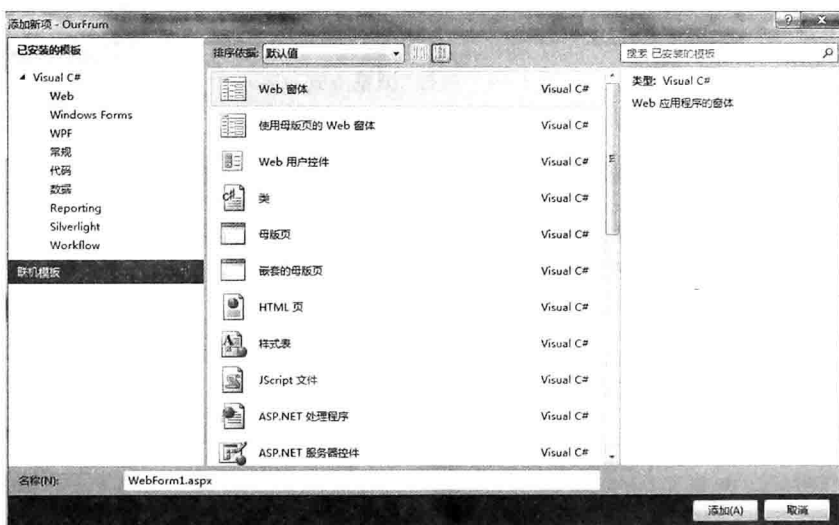 添加新项 - OurFrum
已安装的模板
Visual C#
Web
Windows Forms
WPF
常规
代码
数据
Reporting
Silverlight
Workflow
联机模板
排序依据: 默认值
Web 窗体 Visual C#
使用母版页的 Web 窗体 Visual C#
Web 用户控件 Visual C#
类 Visual C#
母版页 Visual C#
嵌套的母版页 Visual C#
HTML 页 Visual C#
样式表 Visual C#
JScript 文件 Visual C#
ASP.NET 处理程序 Visual C#
ASP.NET 服务器控件 Visual C#
搜索 已安装的模板
类型: Visual C#
Web 应用程序的窗体
名称(N): WebForm1.aspx
添加(A) 取消